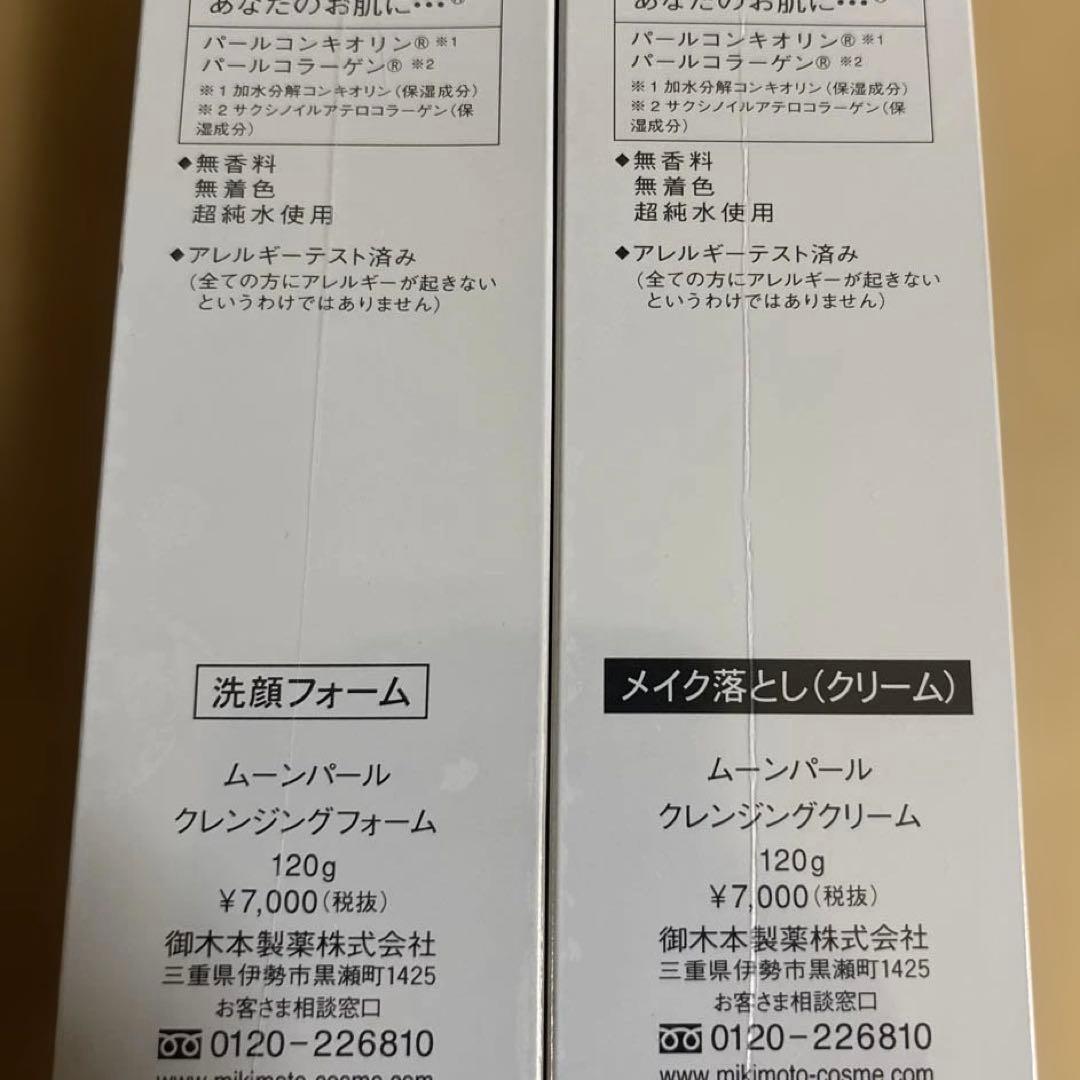 あなたのお肌に…®
パールコンキオリン® ※1
パールコラーゲン® ※2
※1 加水分解コンキオリン（保湿成分）
※2 サクシノイルアテロコラーゲン（保
湿成分）
◆無香料
無着色
超純水使用
◆アレルギーテスト済み
（全ての方にアレルギーが起きない
というわけではありません）
洗顔フォーム
ムーンパール
クレンジングフォーム
120g
¥7,000（税抜）
御木本製薬株式会社
三重県伊勢市黒瀬町1425
お客さま相談窓口
0120-226810
www.mikimoto-cosme.com
あなたのお肌に…®
パールコンキオリン® ※1
パールコラーゲン® ※2
※1 加水分解コンキオリン（保湿成分）
※2 サクシノイルアテロコラーゲン（保
湿成分）
◆無香料
無着色
超純水使用
◆アレルギーテスト済み
（全ての方にアレルギーが起きない
というわけではありません）
メイク落とし（クリーム）
ムーンパール
クレンジングクリーム
120g
¥7,000（税抜）
御木本製薬株式会社
三重県伊勢市黒瀬町1425
お客さま相談窓口
0120-226810
www.mikimoto-cosme.com